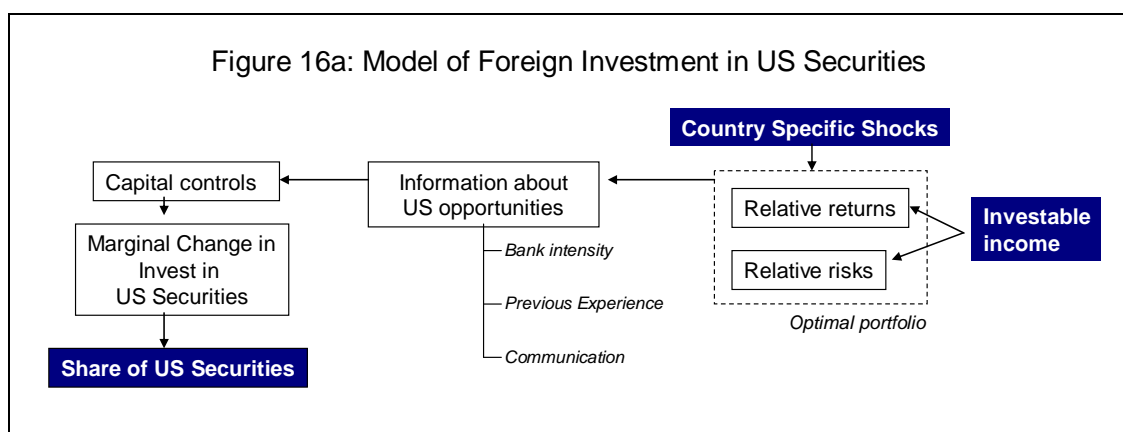 Figure 16a: Model of Foreign Investment in US Securities
Country Specific Shocks
Capital controls
Information about
US opportunities
Relative returns
Investable
income
Marginal Change in
Invest in
US Securities
Bank intensity
Relative risks
Previous Experience
Optimal portfolio
Share of US Securities
Communication